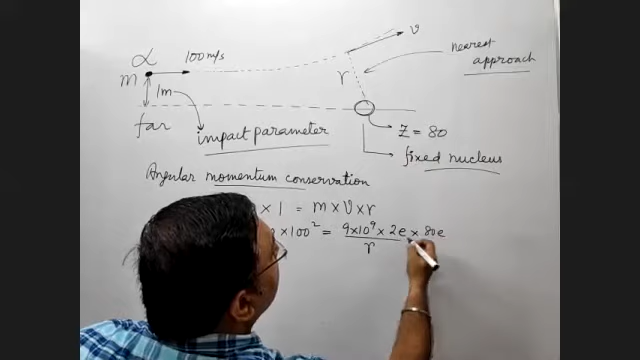 α 100 m/s v
m
1m
r
nearest approach
far
impact parameter
Z = 80
fixed nucleus
Angular momentum conservation
× 1 = m × v × r
× 100² = 9×10⁹ × 2e × 80e
r